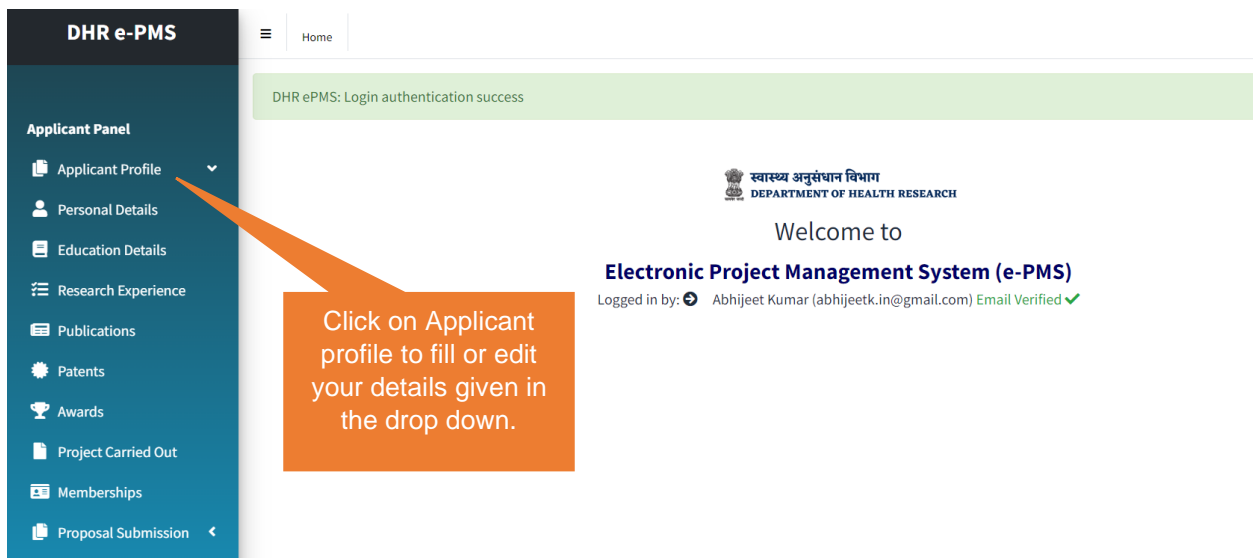 DHR e-PMS
Home
DHR ePMS: Login authentication success
Applicant Panel
Applicant Profile
Personal Details
Education Details
Research Experience
Publications
Patents
Awards
Project Carried Out
Memberships
Proposal Submission
स्वास्थ्य अनुसंधान विभाग
DEPARTMENT OF HEALTH RESEARCH
Welcome to
Electronic Project Management System (e-PMS)
Logged in by: Abhijeet Kumar (abhijeetk.in@gmail.com) Email Verified
Click on Applicant
profile to fill or edit
your details given in
the drop down.